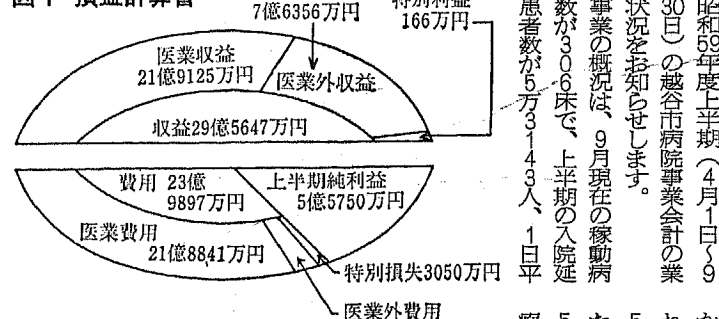 図1 損益計算書
7億6356万円
特別利益
166万円
医業収益
21億9125万円
医業外収益
収益29億5647万円
費用 23億
9897万円
上半期純利益
5億5750万円
医業費用
21億8841万円
特別損失3050万円
医業外費用
昭和59年度上半期（4月1日～9
30日）の越谷市病院事業会計の業
状況をお知らせします。
事業の概況は、9月現在の稼動病
数が306床で、上半期の入院延
患者数が5万3143人、1日平